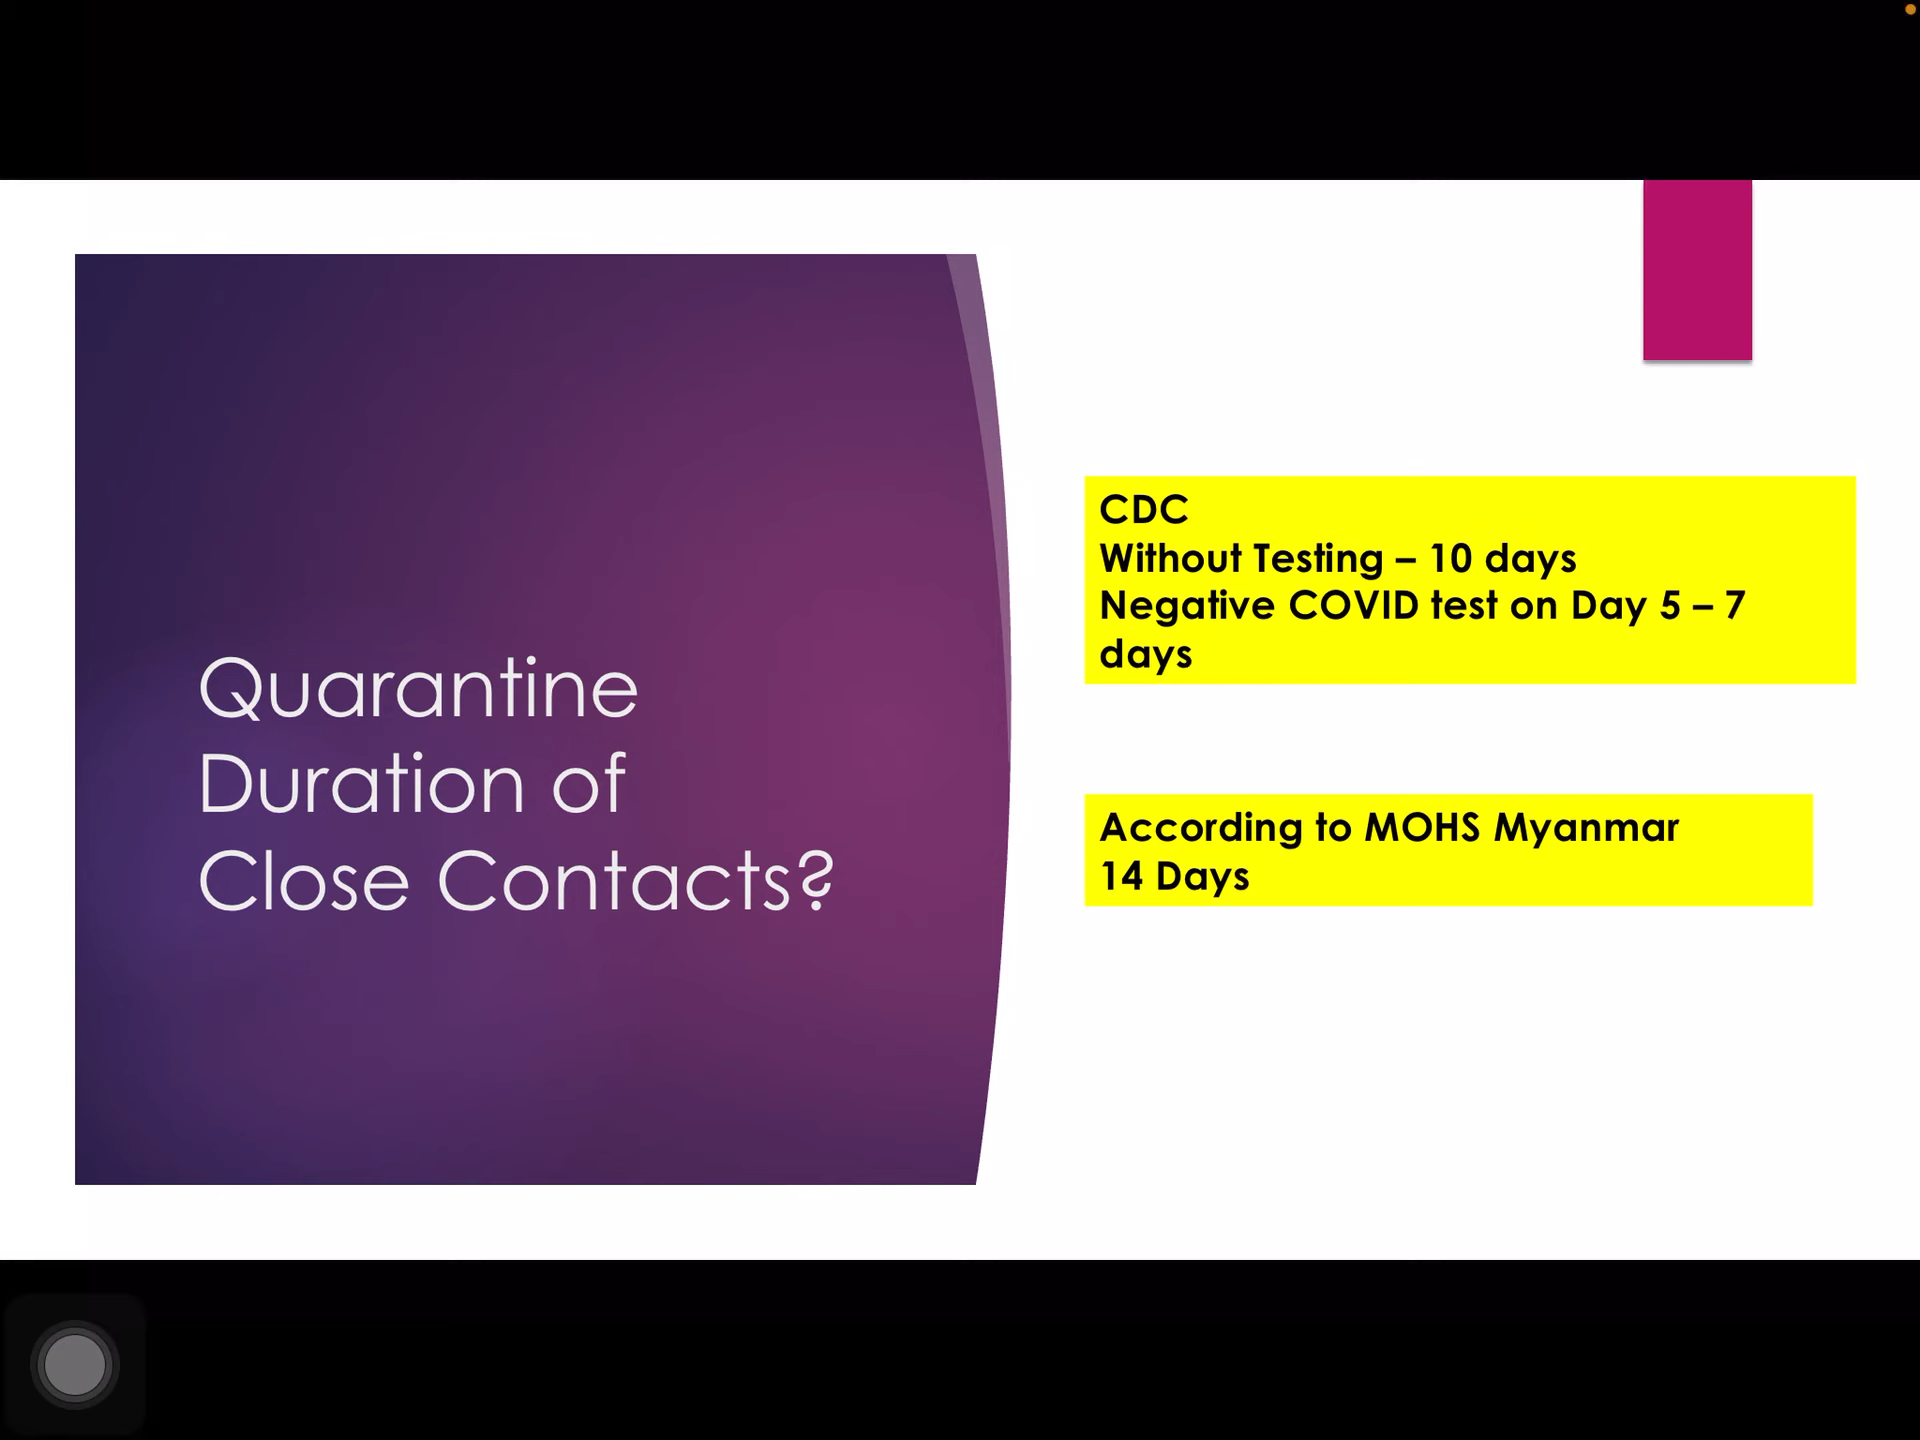 Quarantine
Duration of
Close Contacts?
CDC
Without Testing – 10 days
Negative COVID test on Day 5 – 7
days
According to MOHS Myanmar
14 Days